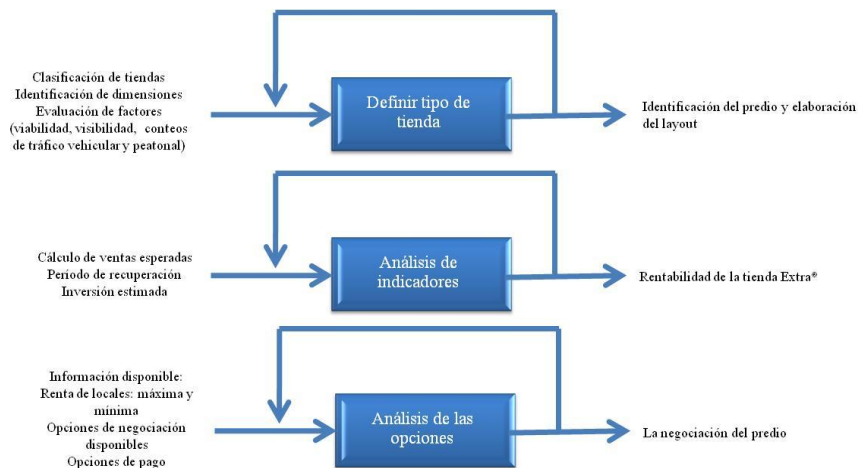 Clasificación de tiendas
Identificación de dimensiones
Evaluación de factores
(viabilidad, visibilidad, conteos
de tráfico vehicular y peatonal)
Definir tipo de
tienda
Identificación del predio y elaboración
del layout
Cálculo de ventas esperadas
Período de recuperación
Inversión estimada
Análisis de
indicadores
Rentabilidad de la tienda Extra®
Información disponible:
Renta de locales: máxima y
mínima
Opciones de negociación
disponibles
Opciones de pago
Análisis de las
opciones
La negociación del predio